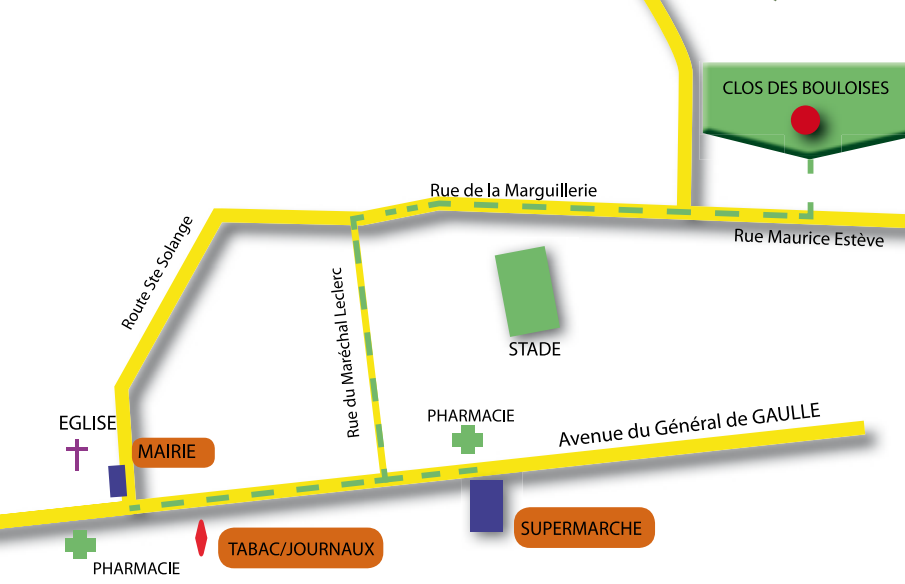 CLOS DES BOULOISES
Rue de la Marguillerie
Rue Maurice Estève
Route Ste Solange
Rue du Maréchal Leclerc
STADE
PHARMACIE
Avenue du Général de GAULLE
EGLISE
MAIRIE
SUPERMARCHE
TABAC/JOURNAUX
PHARMACIE